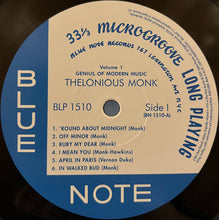 33⅓ MICROGROOVE LONG PLAYING
BLUE NOTE RECORDS 767 LEXINGTON AVE NYC
Volume 1
GENIUS OF MODERN MUSIC
THELONIOUS MONK
BLP 1510
Side 1
(BN 1510-A)
1. 'ROUND ABOUT MIDNIGHT (Monk)
2. OFF MINOR (Monk)
3. RUBY MY DEAR (Monk)
4. I MEAN YOU (Monk-Hawkins)
5. APRIL IN PARIS (Vernon Duke)
6. IN WALKED BUD (Monk)
BLUE
NOTE